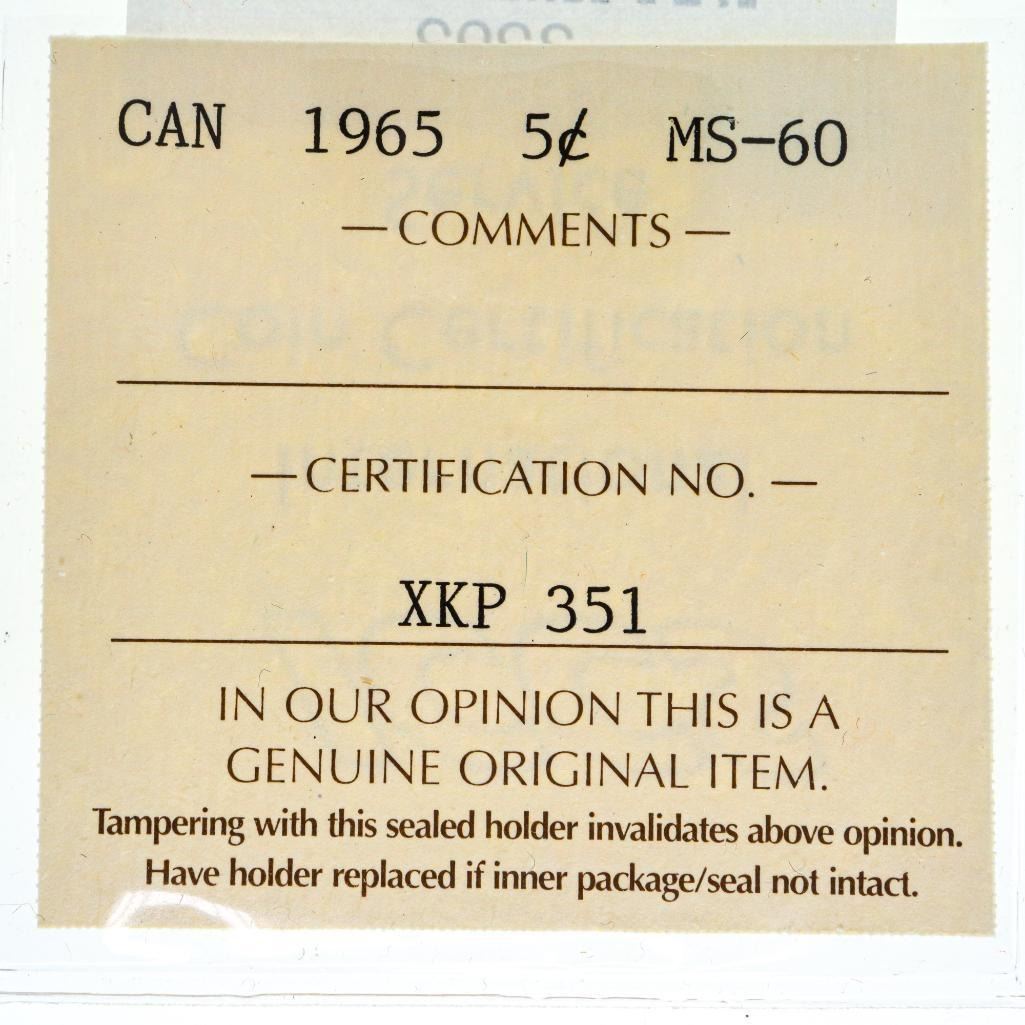 CAN 1965 5¢ MS-60
— COMMENTS —
— CERTIFICATION NO. —
XKP 351
IN OUR OPINION THIS IS A
GENUINE ORIGINAL ITEM.
Tampering with this sealed holder invalidates above opinion.
Have holder replaced if inner package/seal not intact.